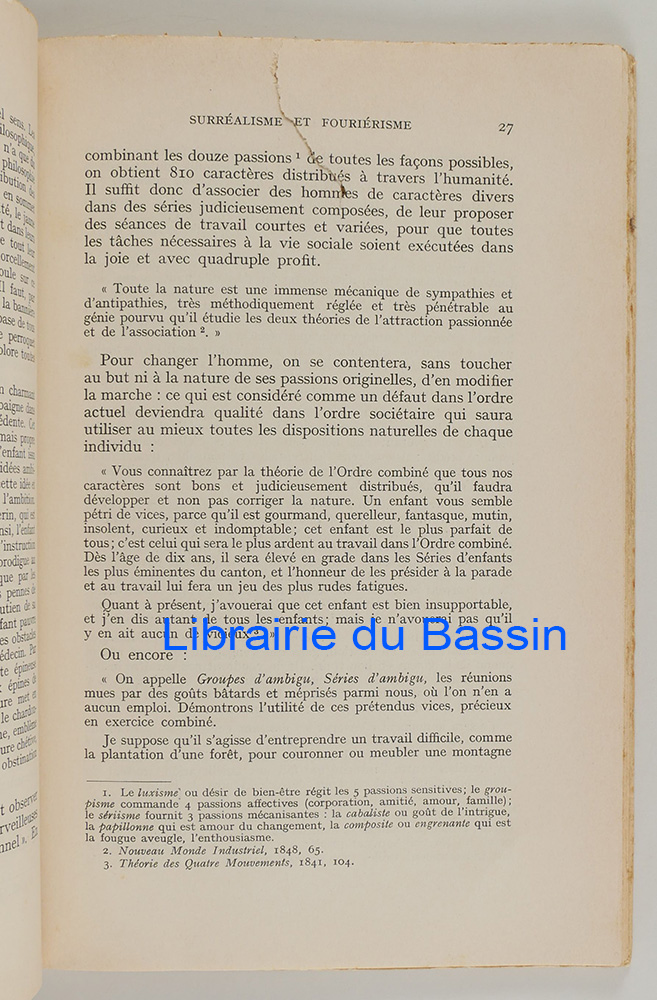 SURRÉALISME ET FOURIÉRISME 27
combinant les douze passions ¹ de toutes les façons possibles,
on obtient 810 caractères distribués à travers l'humanité.
Il suffit donc d'associer des hommes de caractères divers
dans des séries judicieusement composées, de leur proposer
des séances de travail courtes et variées, pour que toutes
les tâches nécessaires à la vie sociale soient exécutées dans
la joie et avec quadruple profit.
« Toute la nature est une immense mécanique de sympathies et
d'antipathies, très méthodiquement réglée et très pénétrable au
génie pourvu qu'il étudie les deux théories de l'attraction passionnée
et de l'association ². »
Pour changer l'homme, on se contentera, sans toucher
au but ni à la nature de ses passions originelles, d'en modifier
la marche : ce qui est considéré comme un défaut dans l'ordre
actuel deviendra qualité dans l'ordre sociétaire qui saura
utiliser au mieux toutes les dispositions naturelles de chaque
individu :
« Vous connaîtrez par la théorie de l'Ordre combiné que tous nos
caractères sont bons et judicieusement distribués, qu'il faudra
développer et non pas corriger la nature. Un enfant vous semble
pétri de vices, parce qu'il est gourmand, querelleur, fantasque, mutin,
insolent, curieux et indomptable; cet enfant est le plus parfait de
tous; c'est celui qui sera le plus ardent au travail dans l'Ordre combiné.
Dès l'âge de dix ans, il sera élevé en grade dans les Séries d'enfants
les plus éminentes du canton, et l'honneur de les présider à la parade
et au travail lui fera un jeu des plus rudes fatigues.
Quant à présent, j'avouerai que cet enfant est bien insupportable,
et j'en dis autant de tous les enfants; mais je n'avouerai pas qu'il
y en ait aucun de vicieux ³. »
Librairie du Bassin
Ou encore :
« On appelle Groupes d'ambigu, Séries d'ambigu, les réunions
mues par des goûts bâtards et méprisés parmi nous, où l'on n'en a
aucun emploi. Démontrons l'utilité de ces prétendus vices, précieux
en exercice combiné.
Je suppose qu'il s'agisse d'entreprendre un travail difficile, comme
la plantation d'une forêt, pour couronner ou meubler une montagne
1. Le luxisme ou désir de bien-être régit les 5 passions sensitives; le grou-
pisme commande 4 passions affectives (corporation, amitié, amour, famille);
le sériisme fournit 3 passions mécanisantes : la cabaliste ou goût de l'intrigue,
la papillonne qui est amour du changement, la composite ou engrenante qui est
la fougue aveugle, l'enthousiasme.
2. Nouveau Monde Industriel, 1848, 65.
3. Théorie des Quatre Mouvements, 1841, 104.